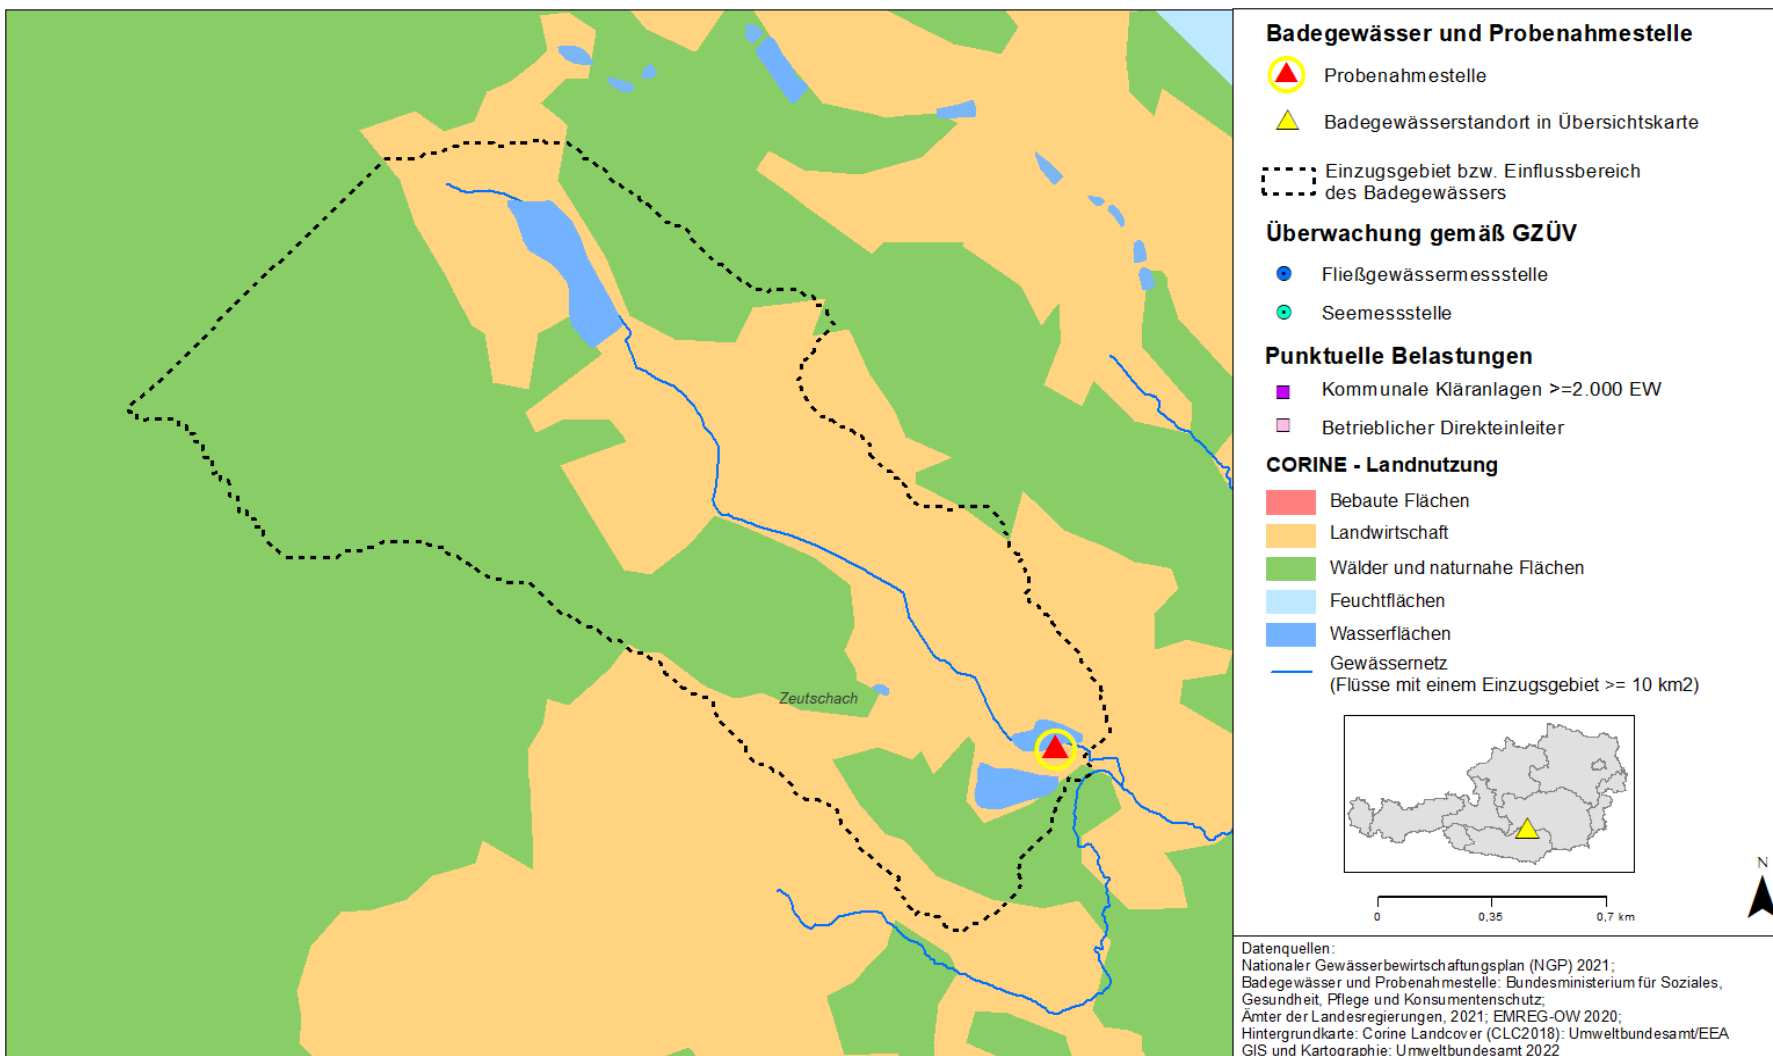 Zeutschach
Badegewässer und Probenahmestelle
Probenahmestelle
Badegewässerstandort in Übersichtskarte
Einzugsgebiet bzw. Einflussbereich
des Badegewässers
Überwachung gemäß GZÜV
Fließgewässermessstelle
Seemessstelle
Punktuelle Belastungen
Kommunale Kläranlagen >=2.000 EW
Betrieblicher Direkteinleiter
CORINE - Landnutzung
Bebaute Flächen
Landwirtschaft
Wälder und naturnahe Flächen
Feuchtflächen
Wasserflächen
Gewässernetz
(Flüsse mit einem Einzugsgebiet >= 10 km2)
N
0 0,35 0,7 km
Datenquellen:
Nationaler Gewässerbewirtschaftungsplan (NGP) 2021;
Badegewässer und Probenahmestelle: Bundesministerium für Soziales,
Gesundheit, Pflege und Konsumentenschutz;
Ämter der Landesregierungen, 2021; EMREG-OW 2020;
Hintergrundkarte: Corine Landcover (CLC2018): Umweltbundesamt/EEA
GIS und Kartographie: Umweltbundesamt 2022